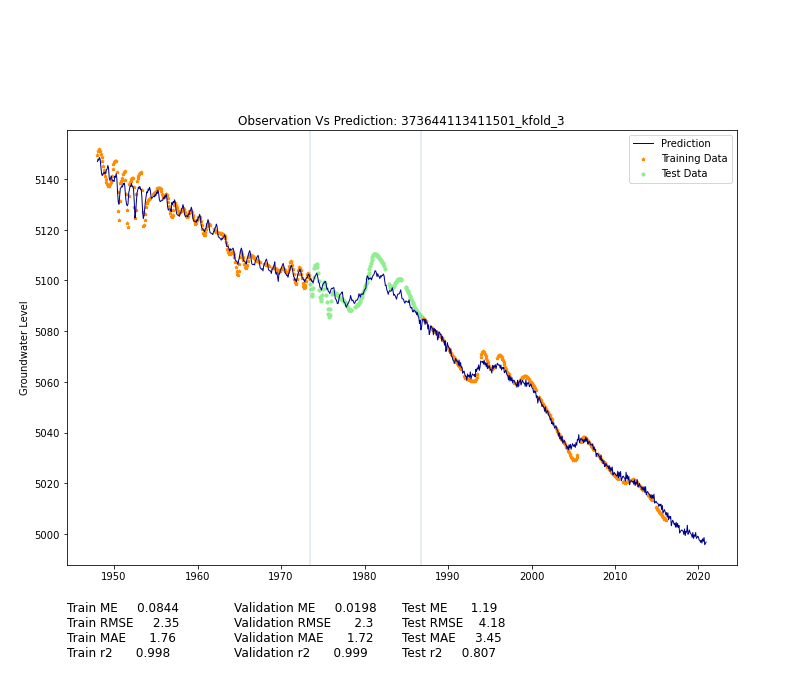 Observation Vs Prediction: 373644113411501_kfold_3
Prediction
Training Data
Test Data
Groundwater Level
5140
5120
5100
5080
5060
5040
5020
5000
1950 1960 1970 1980 1990 2000 2010 2020
Train ME 0.0844 Validation ME 0.0198 Test ME 1.19
Train RMSE 2.35 Validation RMSE 2.3 Test RMSE 4.18
Train MAE 1.76 Validation MAE 1.72 Test MAE 3.45
Train r2 0.998 Validation r2 0.999 Test r2 0.807